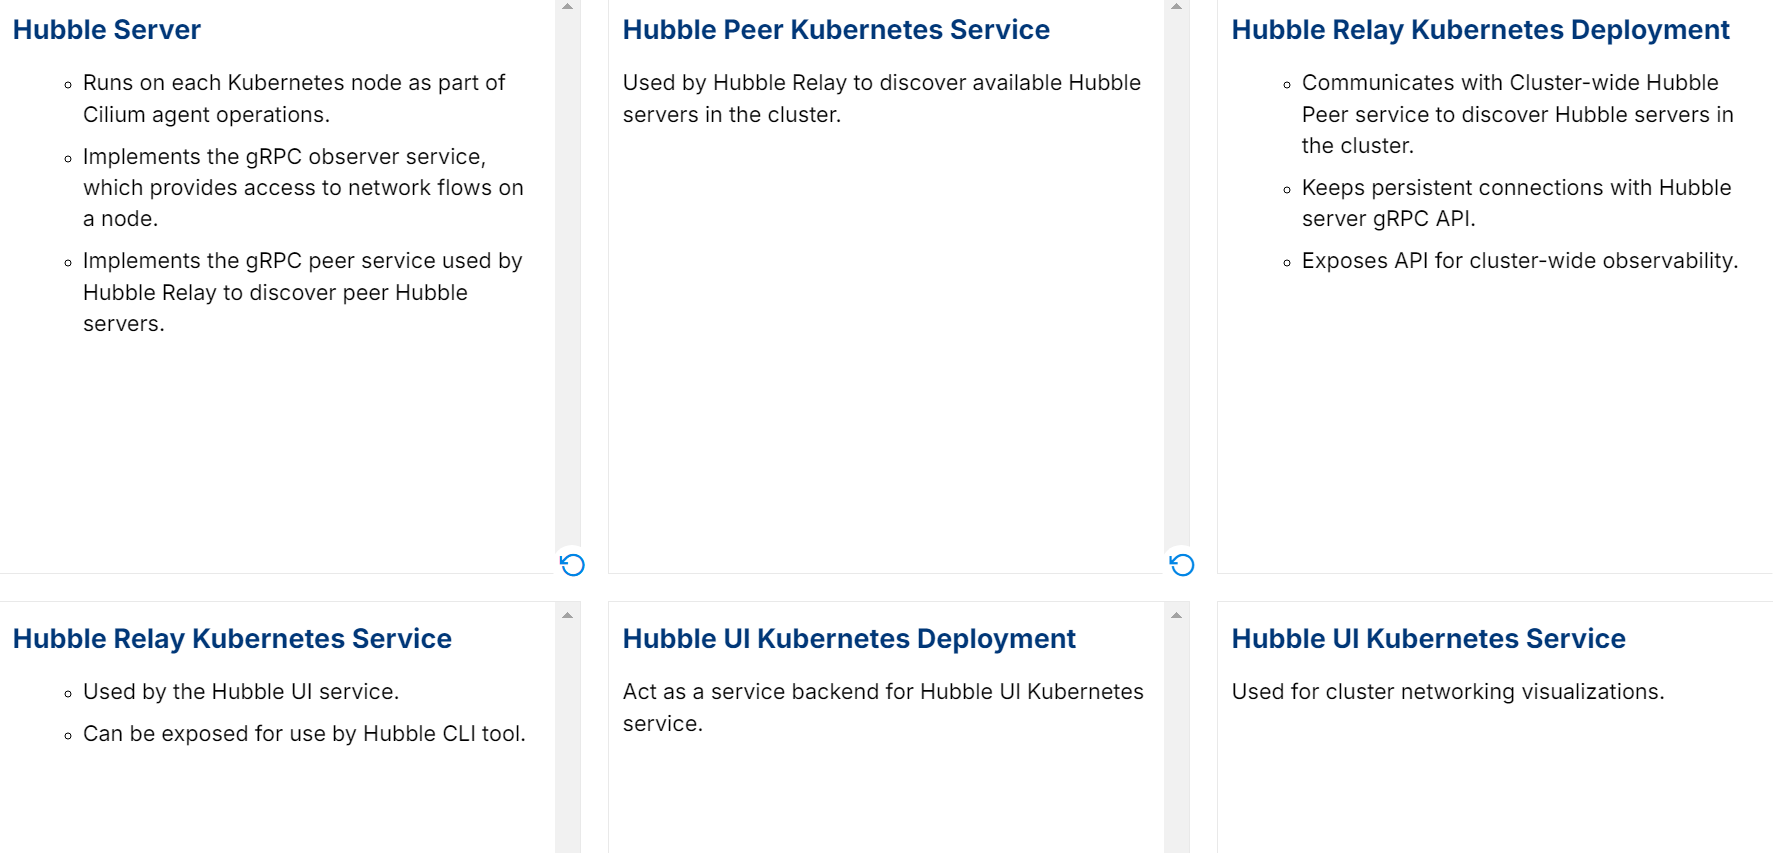 Hubble Server
Runs on each Kubernetes node as part of
Cilium agent operations.
Implements the gRPC observer service,
which provides access to network flows on
a node.
Implements the gRPC peer service used by
Hubble Relay to discover peer Hubble
servers.
Hubble Peer Kubernetes Service
Used by Hubble Relay to discover available Hubble
servers in the cluster.
Hubble Relay Kubernetes Deployment
Communicates with Cluster-wide Hubble
Peer service to discover Hubble servers in
the cluster.
Keeps persistent connections with Hubble
server gRPC API.
Exposes API for cluster-wide observability.
Hubble Relay Kubernetes Service
Used by the Hubble UI service.
Can be exposed for use by Hubble CLI tool.
Hubble UI Kubernetes Deployment
Act as a service backend for Hubble UI Kubernetes
service.
Hubble UI Kubernetes Service
Used for cluster networking visualizations.